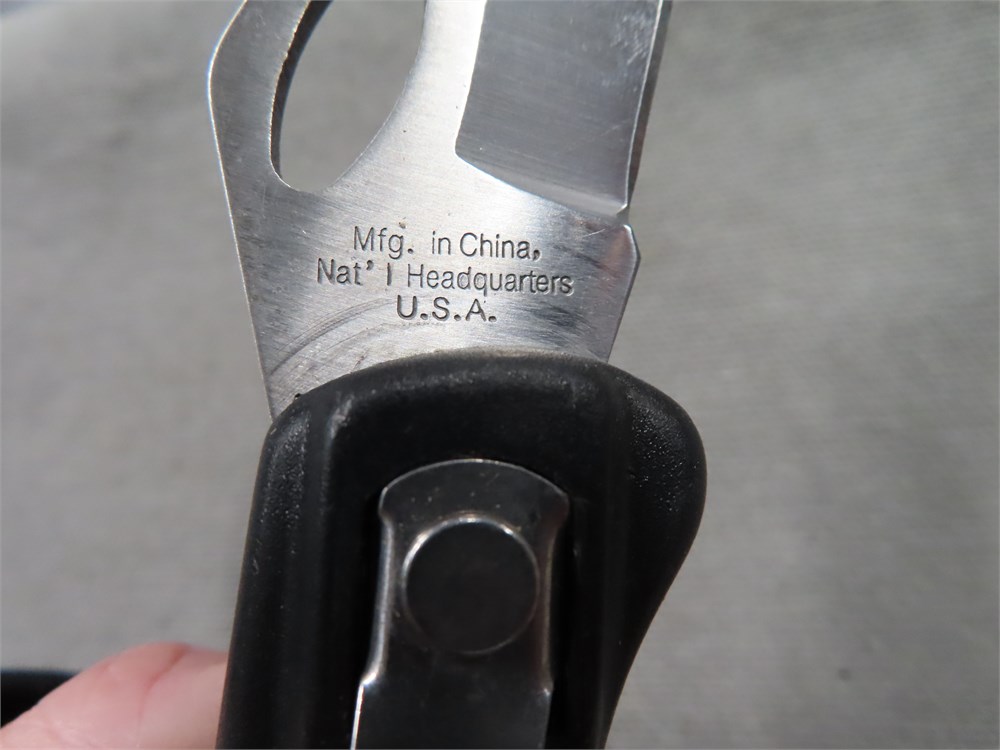 Mfg. in China,
Nat' l Headquarters
U.S.A.